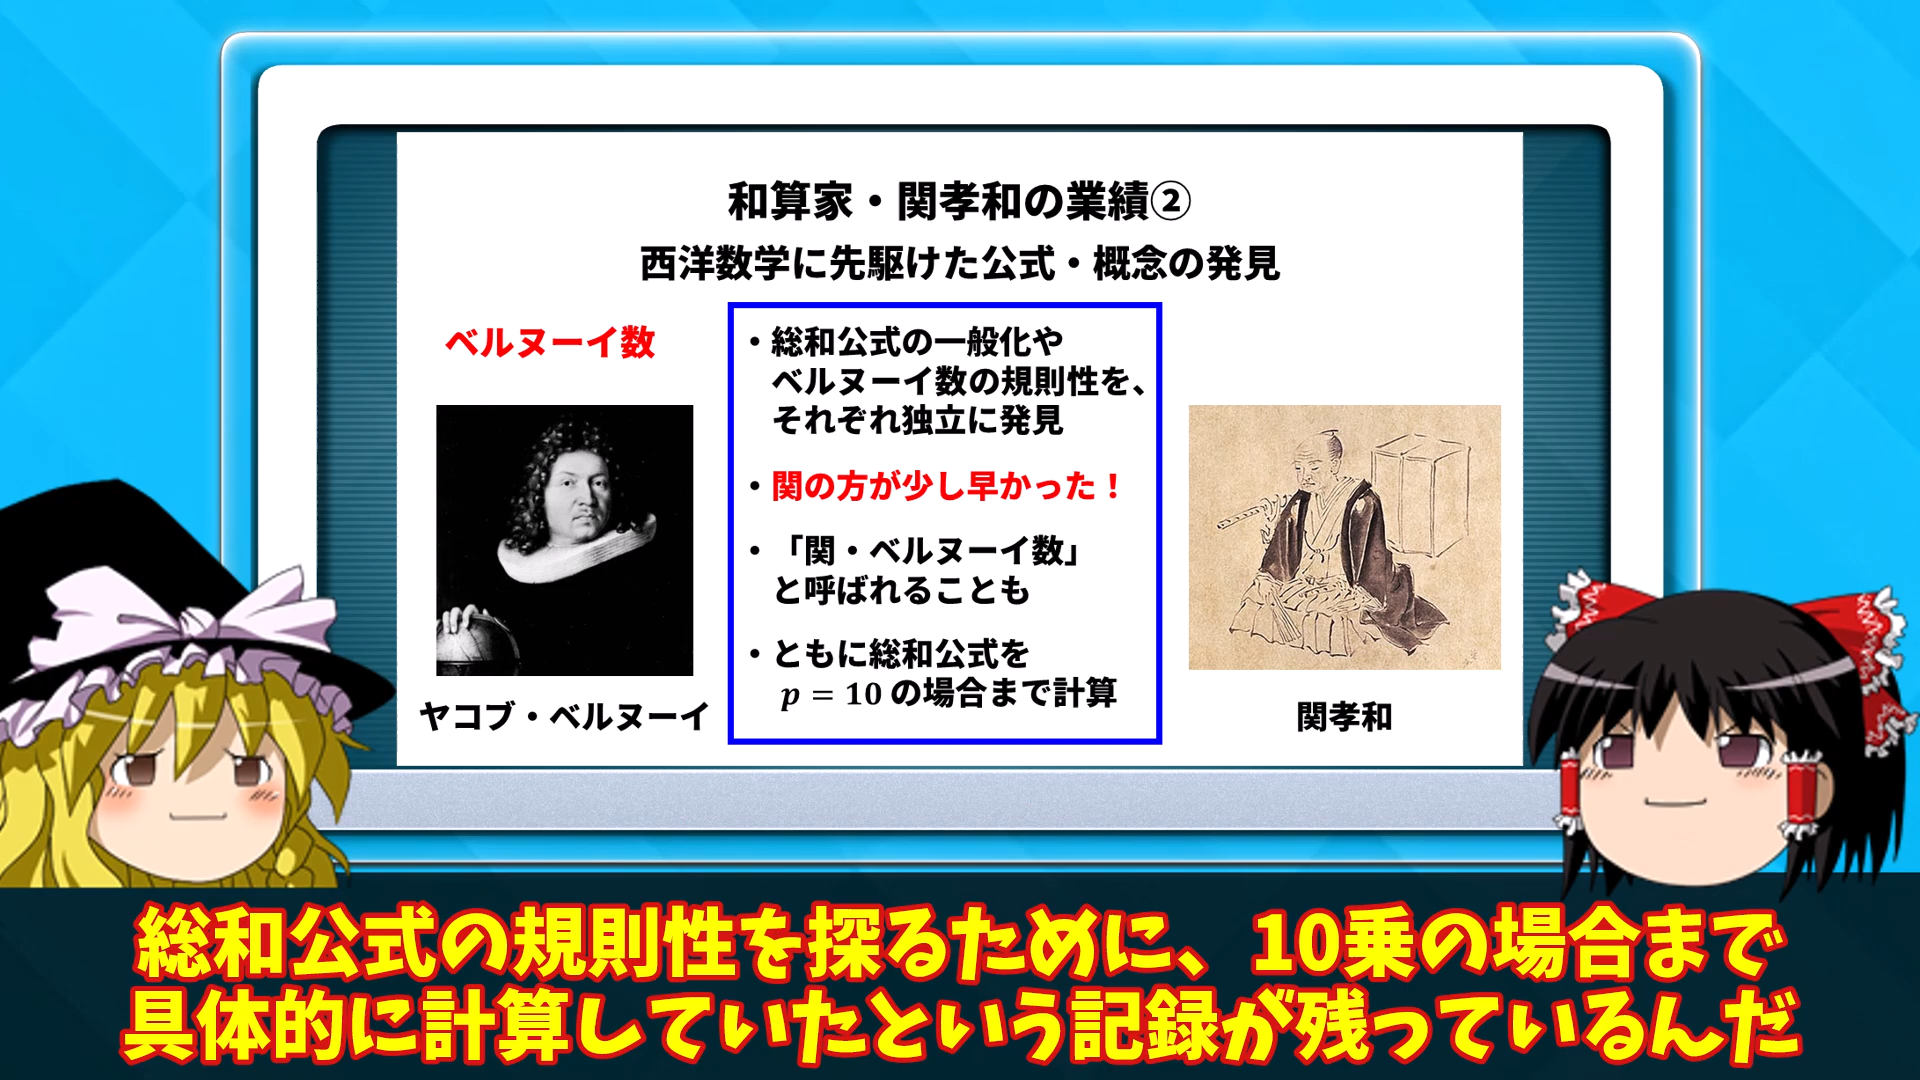 和算家・関孝和の業績②
西洋数学に先駆けた公式・概念の発見
ベルヌーイ数
ヤコブ・ベルヌーイ
・総和公式の一般化や
ベルヌーイ数の規則性を、
それぞれ独立に発見
・関の方が少し早かった！
・「関・ベルヌーイ数」
と呼ばれることも
・ともに総和公式を
p = 10 の場合まで計算
関孝和
総和公式の規則性を探るために、10乗の場合まで
具体的に計算していたという記録が残っているんだ